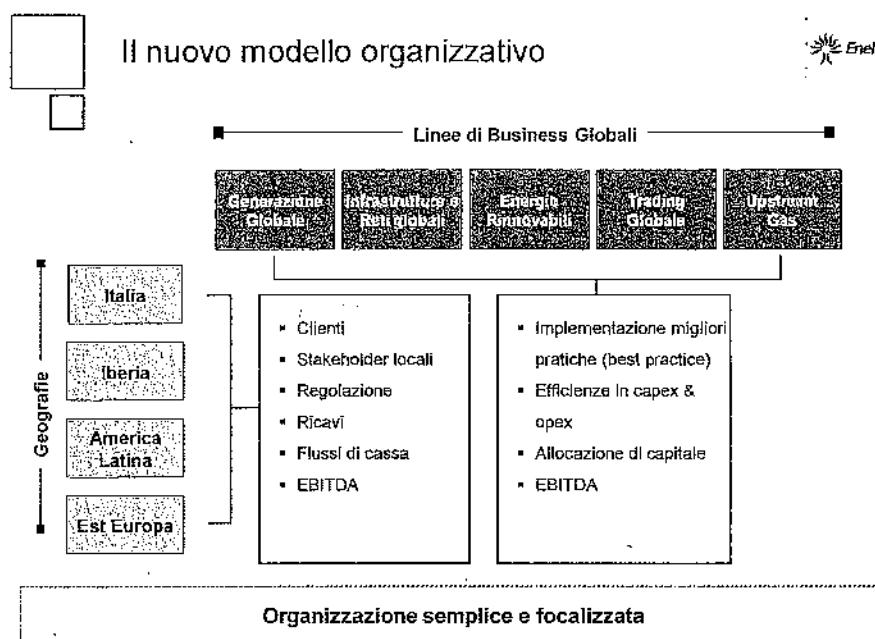 Il nuovo modello organizzativo
Enel
Linee di Business Globali
Generazione
Globale
Infrastrutture e
Reti globali
Energie
Rinnovabili
Trading
Globale
Upstream
Gas
Geografie
Italia
Iberia
America
Latina
Est Europa
Clienti
Stakeholder locali
Regolazione
Ricavi
Flussi di cassa
EBITDA
Implementazione migliori
pratiche (best practice)
Efficienze in capex &
opex
Allocazione di capitale
EBITDA
Organizzazione semplice e focalizzata